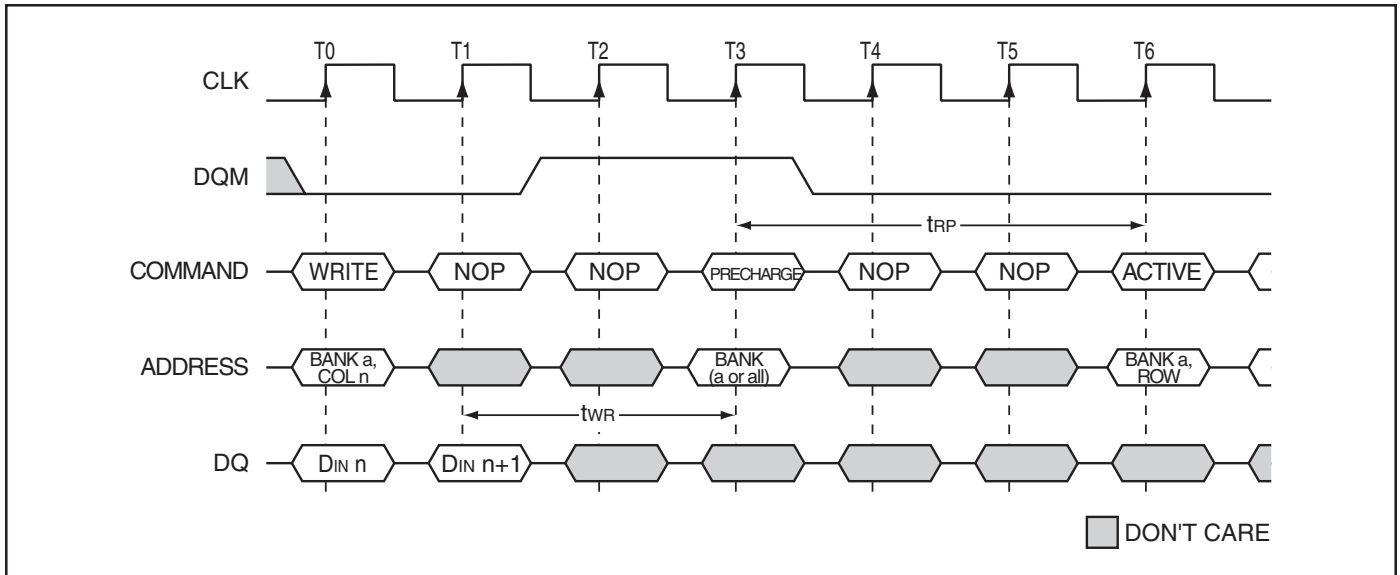 T0 T1 T2 T3 T4 T5 T6
CLK
DQM
tRP
COMMAND WRITE NOP NOP PRECHARGE NOP NOP ACTIVE
ADDRESS BANK a, COL n BANK (a or all) BANK a, ROW
tWR
DQ DIN n DIN n+1
DON'T CARE